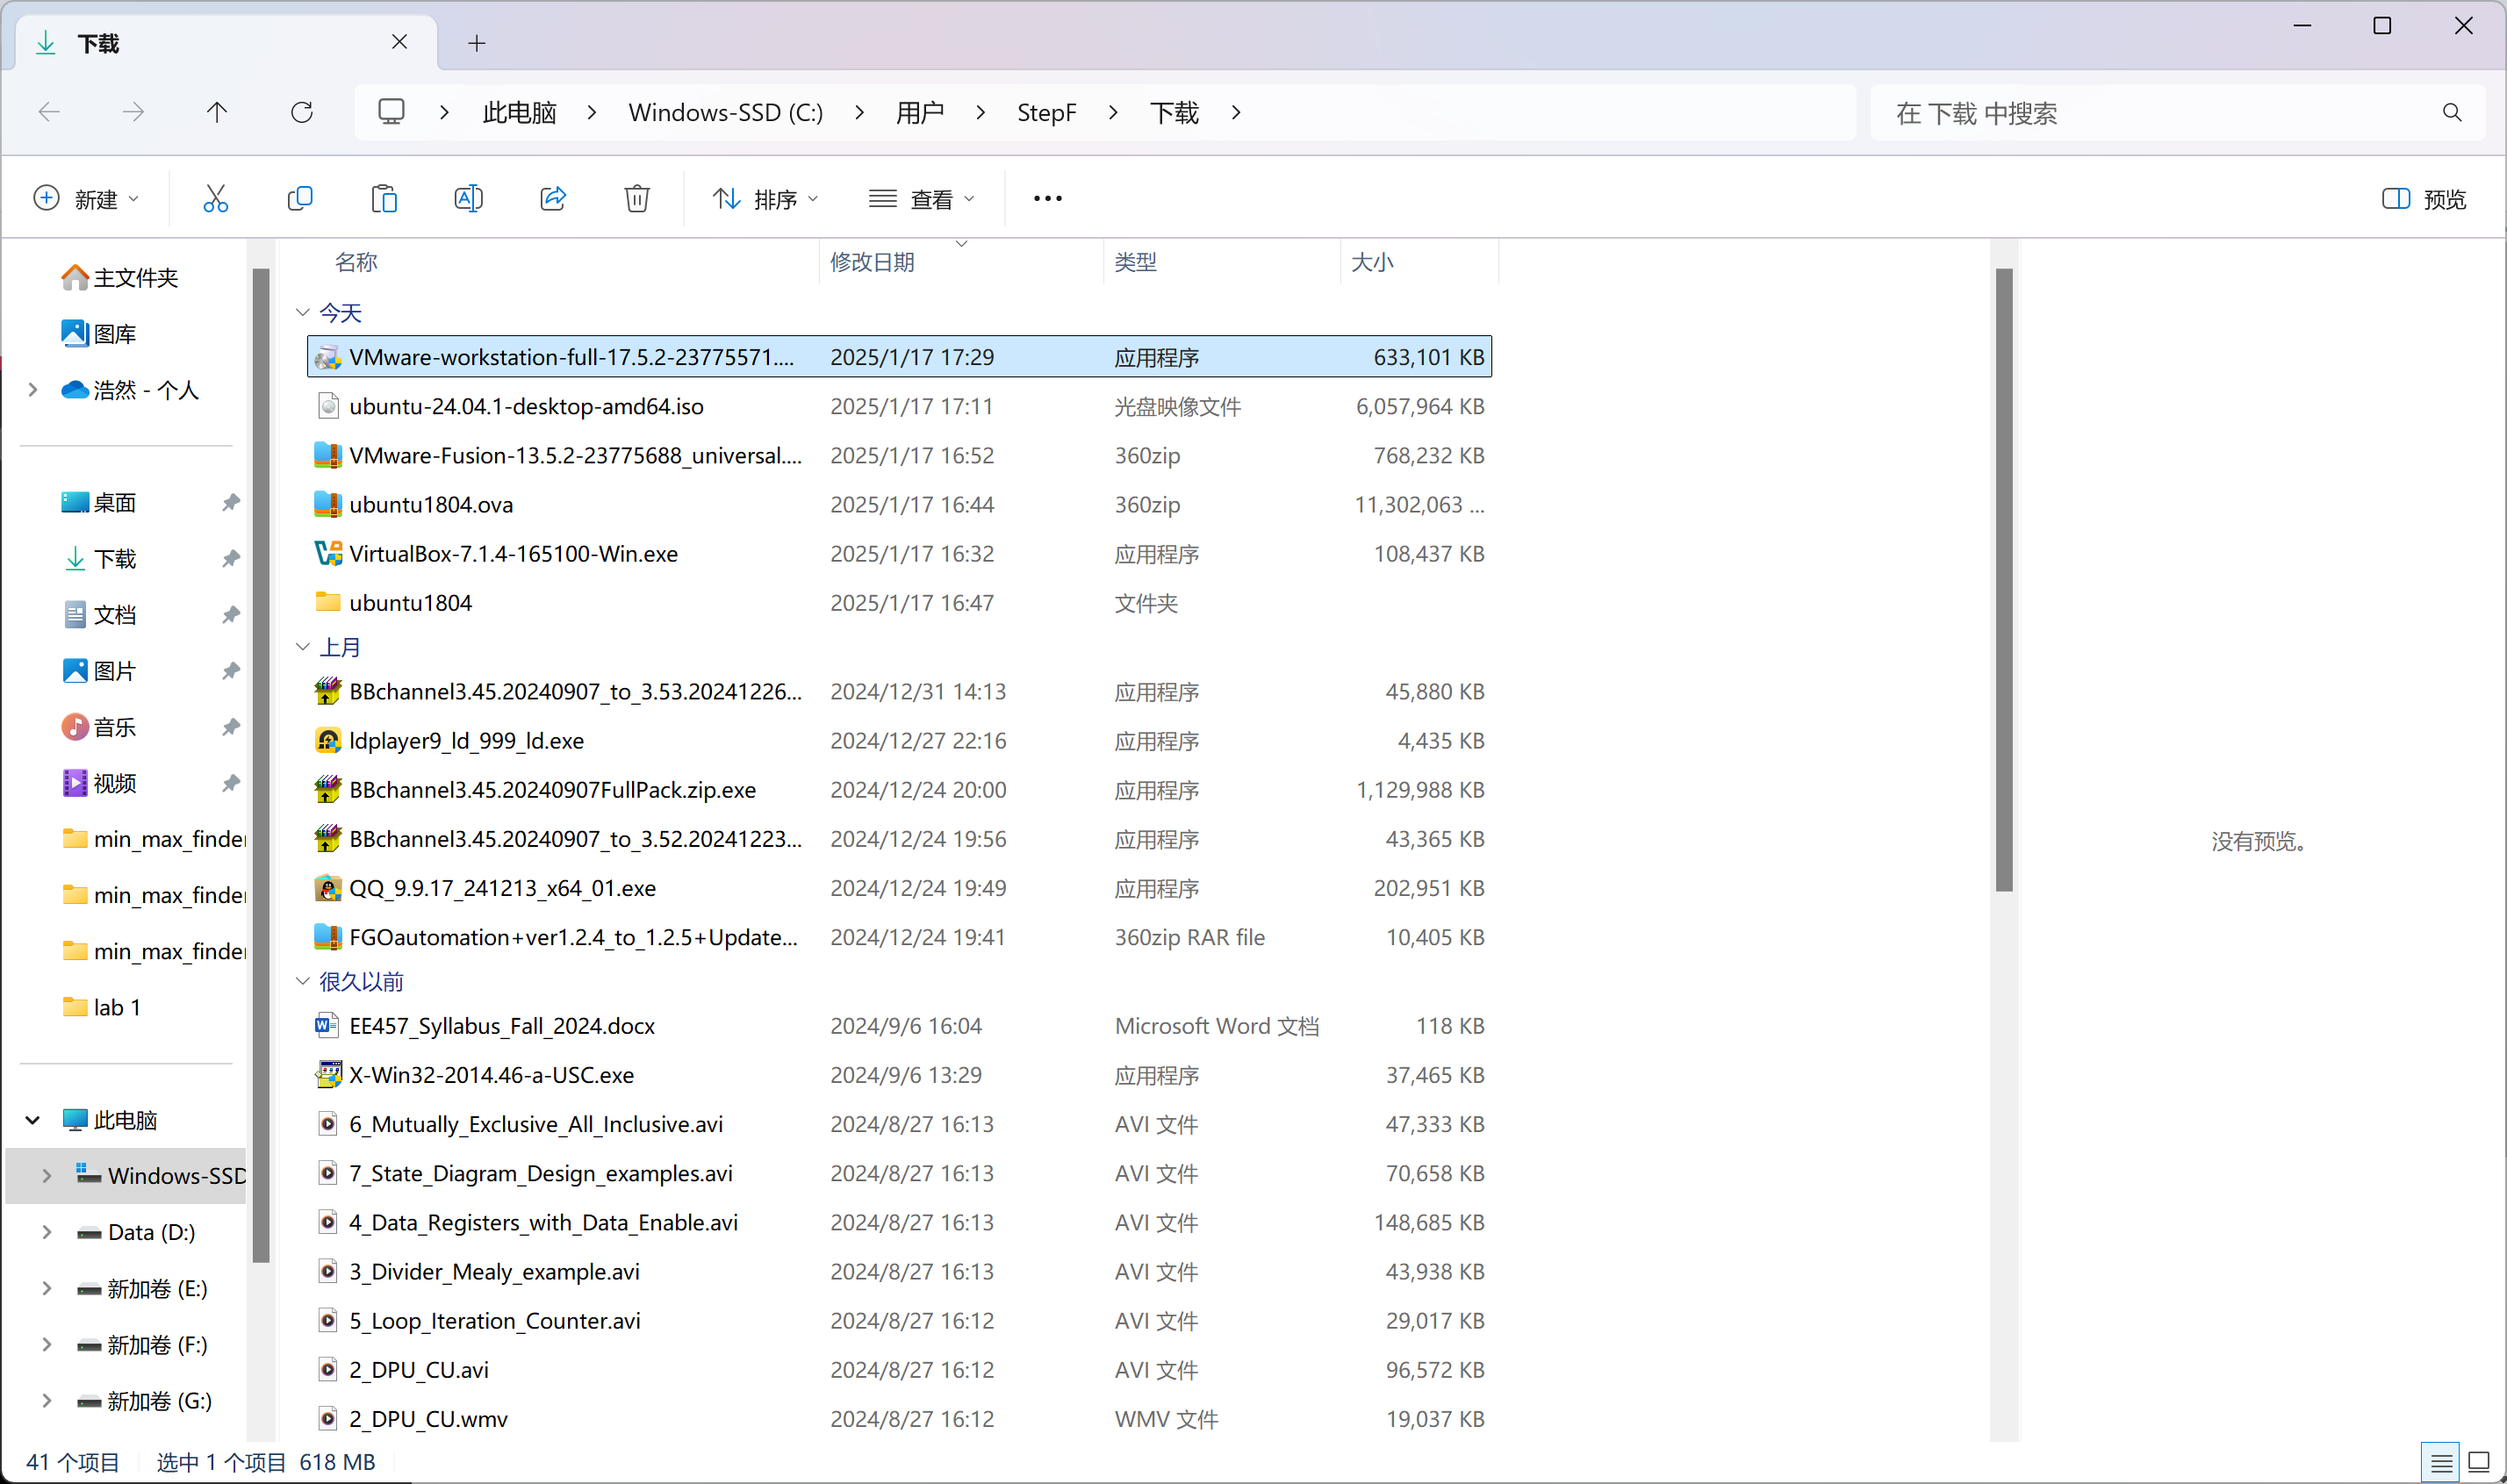 下载
此电脑 Windows-SSD (C:) 用户 StepF 下载
在 下载 中搜索
新建 排序 查看 预览
名称 修改日期 类型 大小
主文件夹
图库
浩然 - 个人
桌面
下载
文档
图片
音乐
视频
min_max_finder
min_max_finder
min_max_finder
lab 1
此电脑
Windows-SSD
Data (D:)
新加卷 (E:)
新加卷 (F:)
新加卷 (G:)
今天
VMware-workstation-full-17.5.2-23775571.... 2025/1/17 17:29 应用程序 633,101 KB
ubuntu-24.04.1-desktop-amd64.iso 2025/1/17 17:11 光盘映像文件 6,057,964 KB
VMware-Fusion-13.5.2-23775688_universal.... 2025/1/17 16:52 360zip 768,232 KB
ubuntu1804.ova 2025/1/17 16:44 360zip 11,302,063 ...
VirtualBox-7.1.4-165100-Win.exe 2025/1/17 16:32 应用程序 108,437 KB
ubuntu1804 2025/1/17 16:47 文件夹
上月
BBchannel3.45.20240907_to_3.53.20241226... 2024/12/31 14:13 应用程序 45,880 KB
ldplayer9_ld_999_ld.exe 2024/12/27 22:16 应用程序 4,435 KB
BBchannel3.45.20240907FullPack.zip.exe 2024/12/24 20:00 应用程序 1,129,988 KB
BBchannel3.45.20240907_to_3.52.20241223... 2024/12/24 19:56 应用程序 43,365 KB
QQ_9.9.17_241213_x64_01.exe 2024/12/24 19:49 应用程序 202,951 KB
FGOautomation+ver1.2.4_to_1.2.5+Update... 2024/12/24 19:41 360zip RAR file 10,405 KB
很久以前
EE457_Syllabus_Fall_2024.docx 2024/9/6 16:04 Microsoft Word 文档 118 KB
X-Win32-2014.46-a-USC.exe 2024/9/6 13:29 应用程序 37,465 KB
6_Mutually_Exclusive_All_Inclusive.avi 2024/8/27 16:13 AVI 文件 47,333 KB
7_State_Diagram_Design_examples.avi 2024/8/27 16:13 AVI 文件 70,658 KB
4_Data_Registers_with_Data_Enable.avi 2024/8/27 16:13 AVI 文件 148,685 KB
3_Divider_Mealy_example.avi 2024/8/27 16:13 AVI 文件 43,938 KB
5_Loop_Iteration_Counter.avi 2024/8/27 16:12 AVI 文件 29,017 KB
2_DPU_CU.avi 2024/8/27 16:12 AVI 文件 96,572 KB
2_DPU_CU.wmv 2024/8/27 16:12 WMV 文件 19,037 KB
没有预览。
41 个项目 选中 1 个项目 618 MB